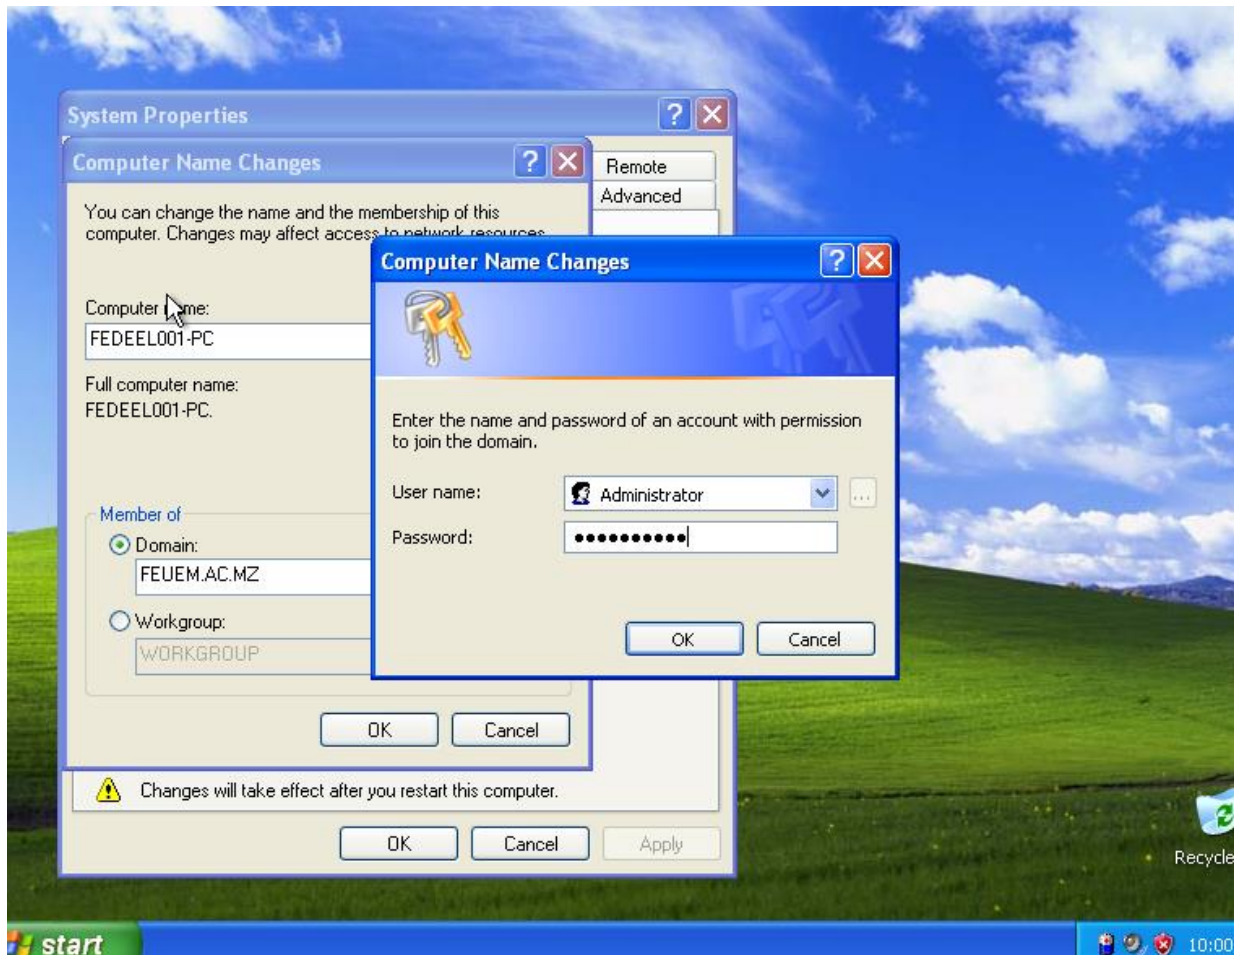 System Properties
Computer Name Changes
Remote
Advanced
You can change the name and the membership of this
computer. Changes may affect access to network resources.
Computer name:
FEDEEL001-PC
Full computer name:
FEDEEL001-PC.
Member of
Domain:
FEUEM.AC.MZ
Workgroup:
WORKGROUP
OK
Cancel
Computer Name Changes
Enter the name and password of an account with permission
to join the domain.
User name:
Administrator
...
Password:
●●●●●●●●●●
OK
Cancel
Changes will take effect after you restart this computer.
OK
Cancel
Apply
Recycle
start
10:00